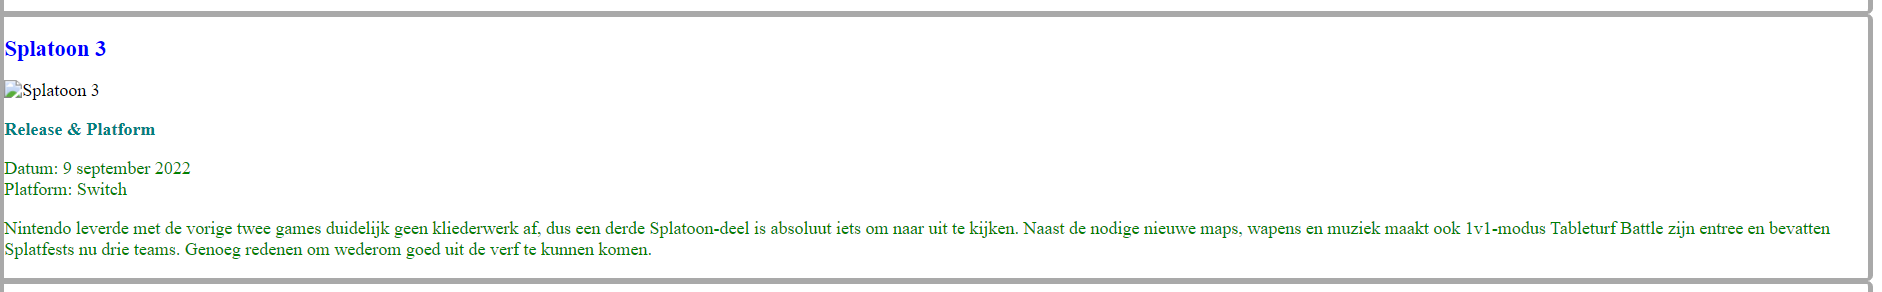 Splatoon 3
Splatoon 3
Release & Platform
Datum: 9 september 2022
Platform: Switch
Nintendo leverde met de vorige twee games duidelijk geen kliederwerk af, dus een derde Splatoon-deel is absoluut iets om naar uit te kijken. Naast de nodige nieuwe maps, wapens en muziek maakt ook 1v1-modus Tableturf Battle zijn entree en bevatten
Splatfests nu drie teams. Genoeg redenen om wederom goed uit de verf te kunnen komen.